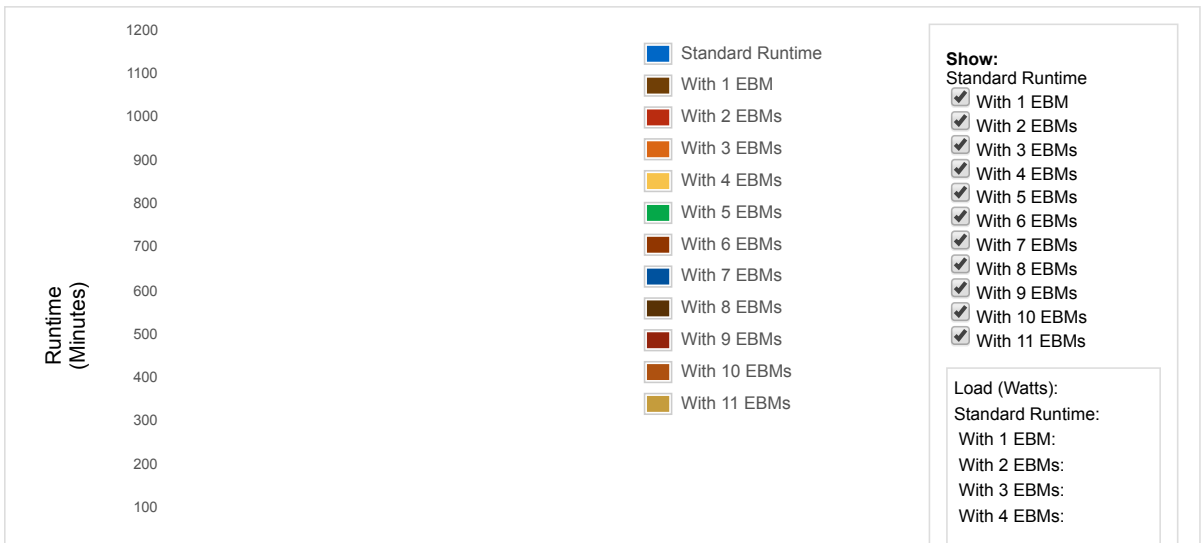 1200
1100
1000
900
800
700
600
500
400
300
200
100
Runtime
(Minutes)
Standard Runtime
With 1 EBM
With 2 EBMs
With 3 EBMs
With 4 EBMs
With 5 EBMs
With 6 EBMs
With 7 EBMs
With 8 EBMs
With 9 EBMs
With 10 EBMs
With 11 EBMs
Show:
Standard Runtime
With 1 EBM
With 2 EBMs
With 3 EBMs
With 4 EBMs
With 5 EBMs
With 6 EBMs
With 7 EBMs
With 8 EBMs
With 9 EBMs
With 10 EBMs
With 11 EBMs
Load (Watts):
Standard Runtime:
With 1 EBM:
With 2 EBMs:
With 3 EBMs:
With 4 EBMs: